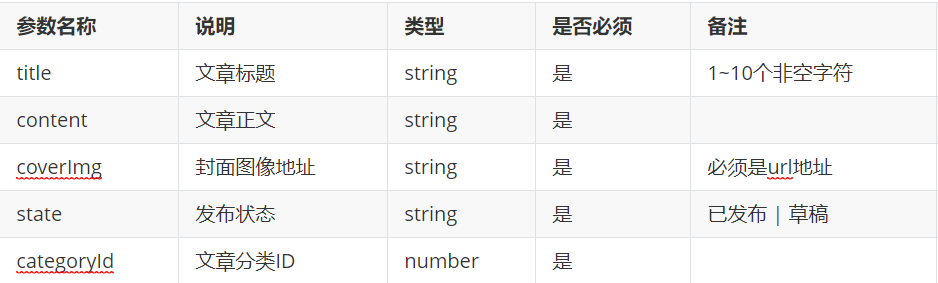 参数名称 说明 类型 是否必须 备注
title 文章标题 string 是 1~10个非空字符
content 文章正文 string 是
coverImg 封面图像地址 string 是 必须是url地址
state 发布状态 string 是 已发布 | 草稿
categoryId 文章分类ID number 是